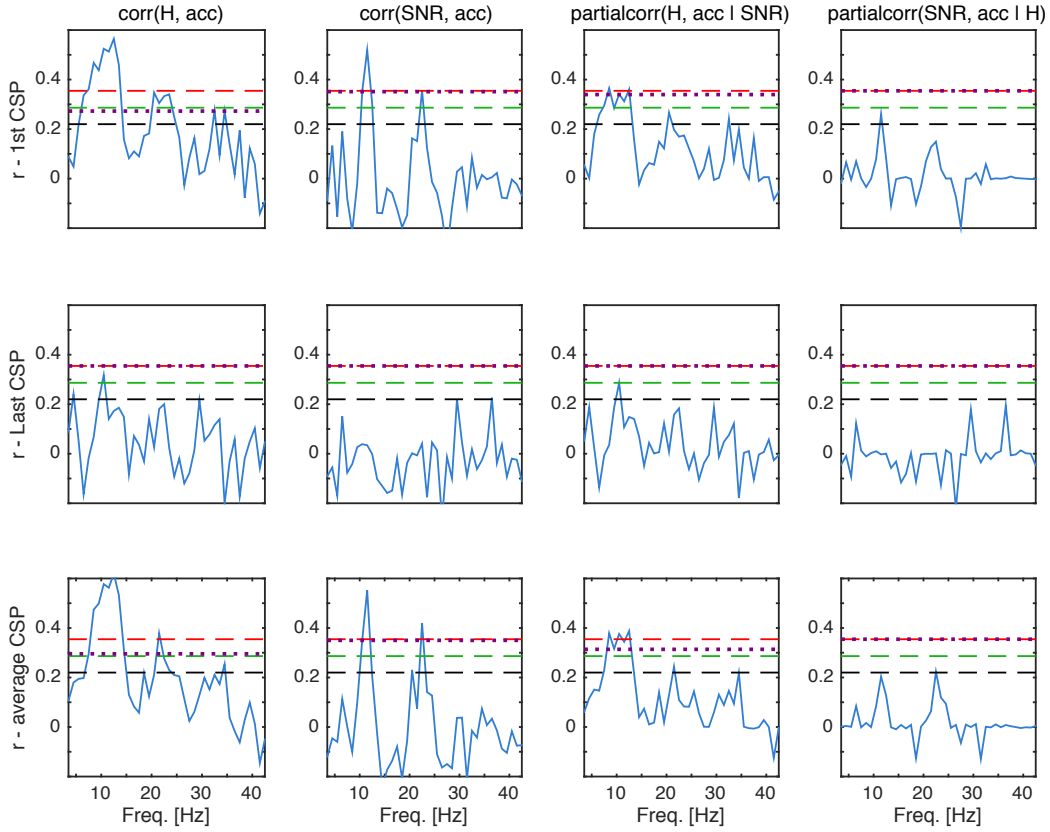 corr(H, acc) corr(SNR, acc) partialcorr(H, acc | SNR) partialcorr(SNR, acc | H)
r - 1st CSP
0.4 0.4 0.4 0.4
0.2 0.2 0.2 0.2
0 0 0 0
r - Last CSP
0.4 0.4 0.4 0.4
0.2 0.2 0.2 0.2
0 0 0 0
r - average CSP
0.4 0.4 0.4 0.4
0.2 0.2 0.2 0.2
0 0 0 0
10 20 30 40 10 20 30 40 10 20 30 40 10 20 30 40
Freq. [Hz] Freq. [Hz] Freq. [Hz] Freq. [Hz]